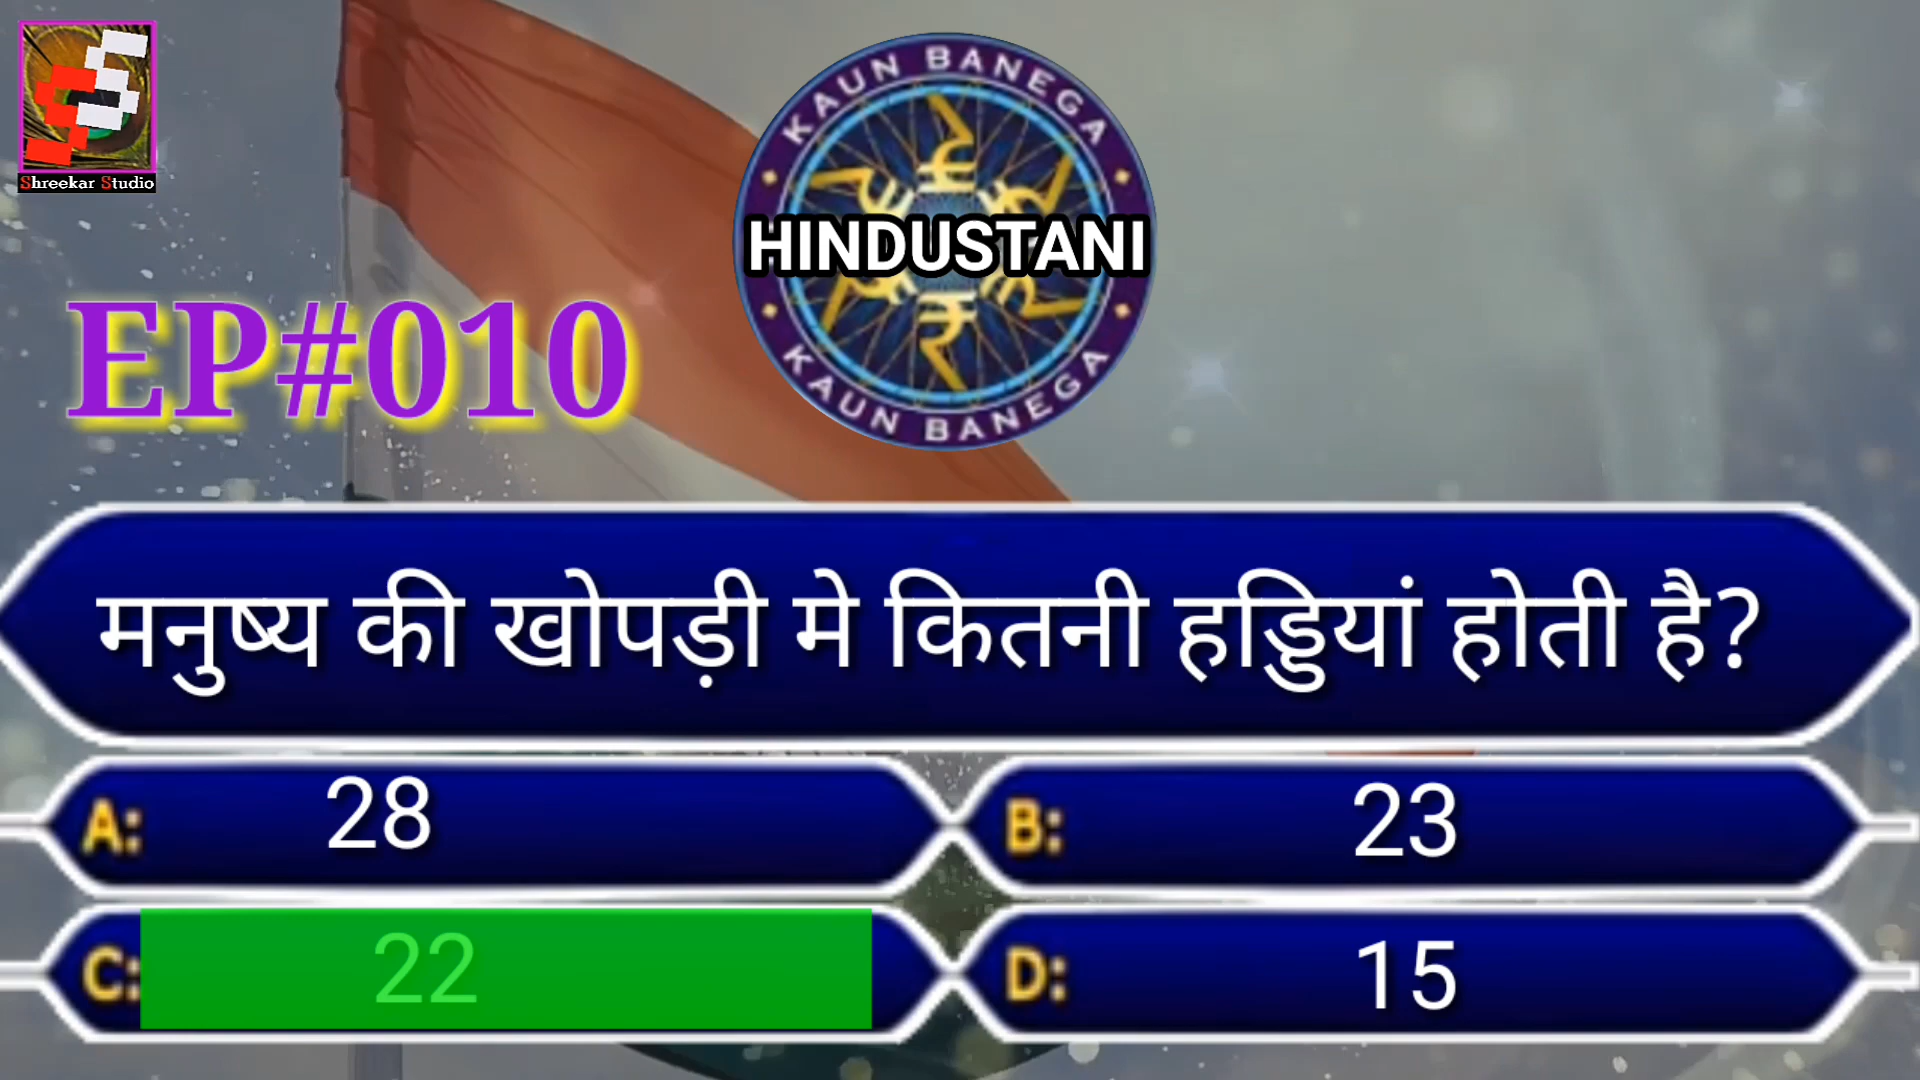 Shreekar Studio
KAUN BANEGA
HINDUSTANI
KAUN BANEGA
EP#010
मनुष्य की खोपड़ी मे कितनी हड्डियां होती है?
A: 28
B: 23
C: 22
D: 15